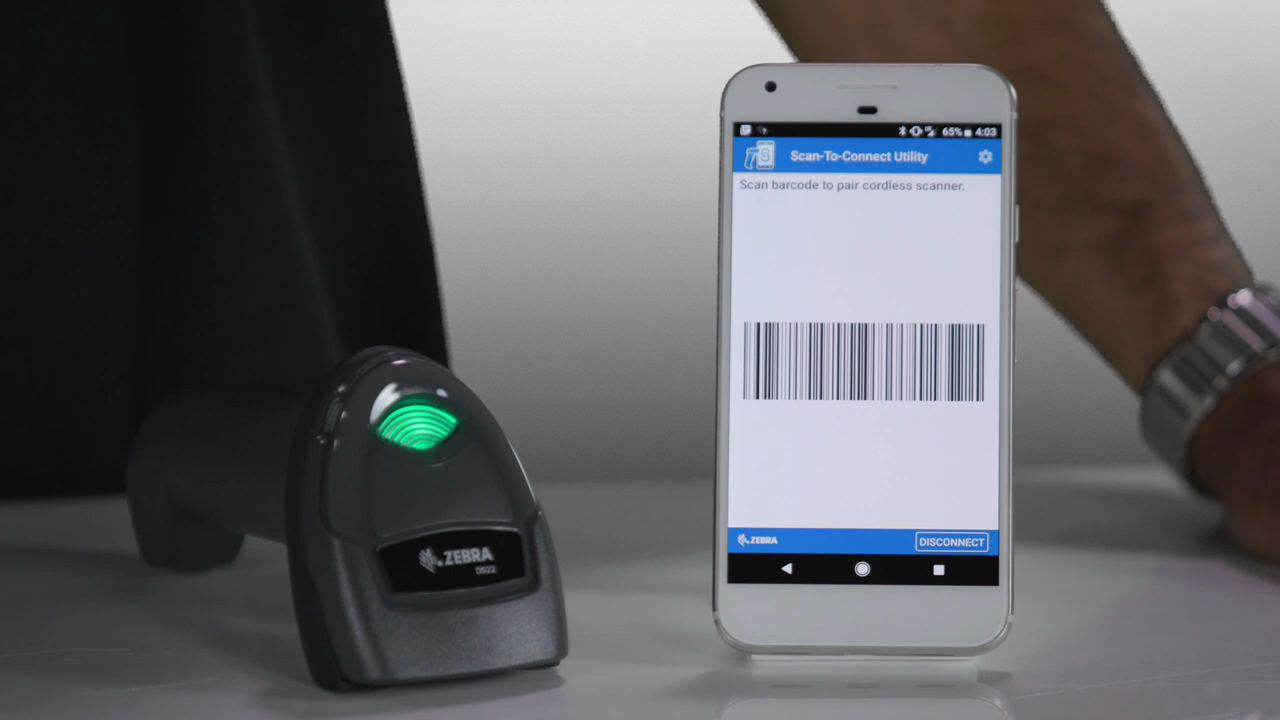 65% 4:03
Scan-To-Connect Utility
Scan barcode to pair cordless scanner.
ZEBRA
DISCONNECT
ZEBRA
DS22